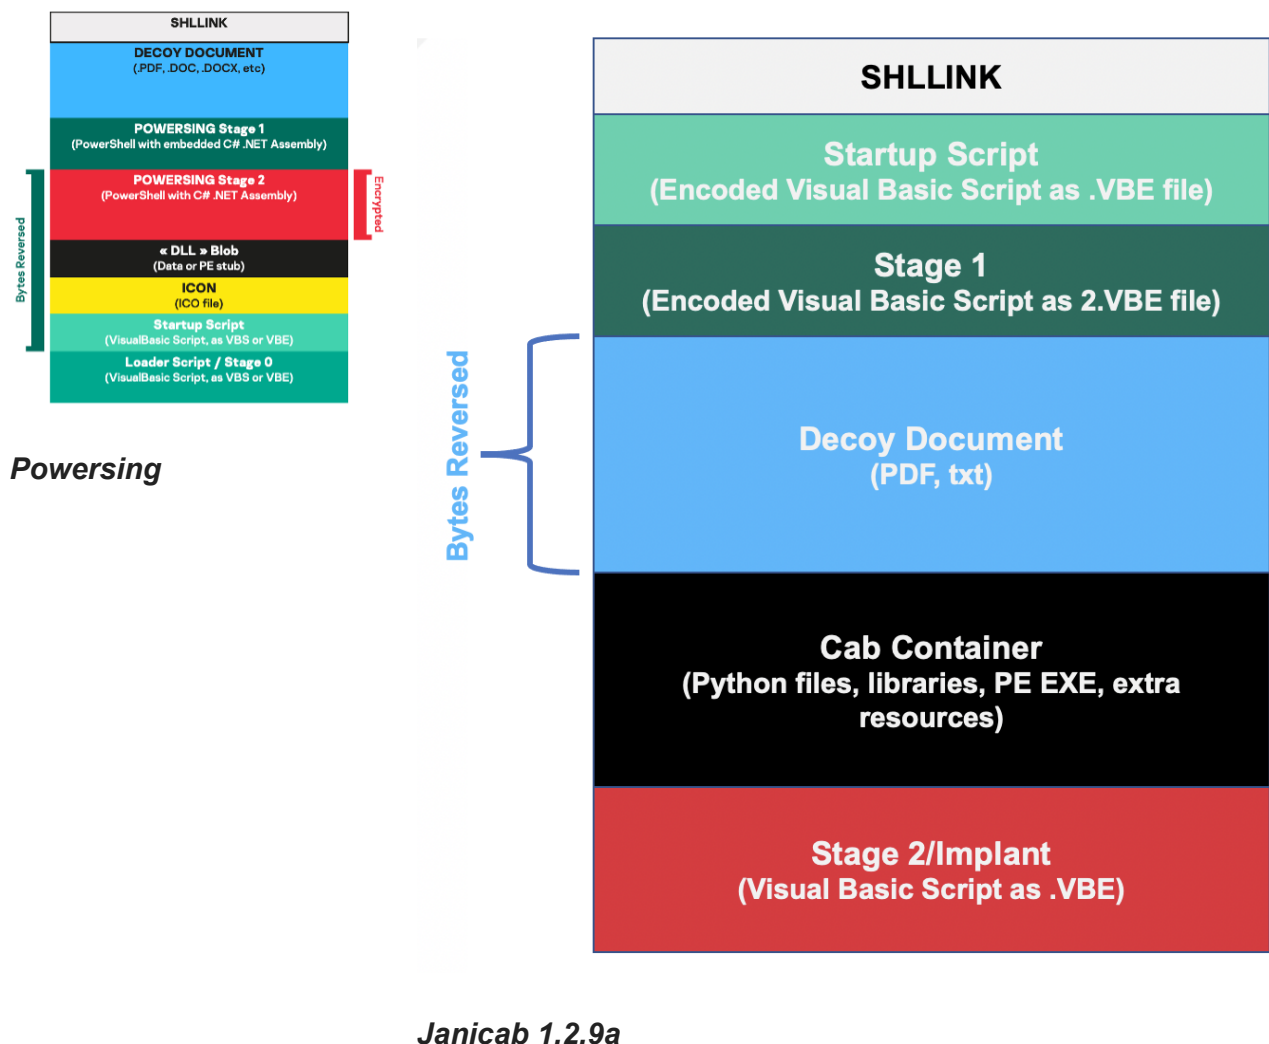 SHLLINK
DECOY DOCUMENT
(.PDF, .DOC, .DOCX, etc)
POWERSING Stage 1
(PowerShell with embedded C# .NET Assembly)
POWERSING Stage 2
(PowerShell with C# .NET Assembly)
Encrypted
Bytes Reversed
« DLL » Blob
(Data or PE stub)
ICON
(ICO file)
Startup Script
(VisualBasic Script, as VBS or VBE)
Loader Script / Stage 0
(VisualBasic Script, as VBS or VBE)
Powersing
SHLLINK
Startup Script
(Encoded Visual Basic Script as .VBE file)
Stage 1
(Encoded Visual Basic Script as 2.VBE file)
Bytes Reversed
Decoy Document
(PDF, txt)
Cab Container
(Python files, libraries, PE EXE, extra
resources)
Stage 2/Implant
(Visual Basic Script as .VBE)
Janicab 1.2.9a